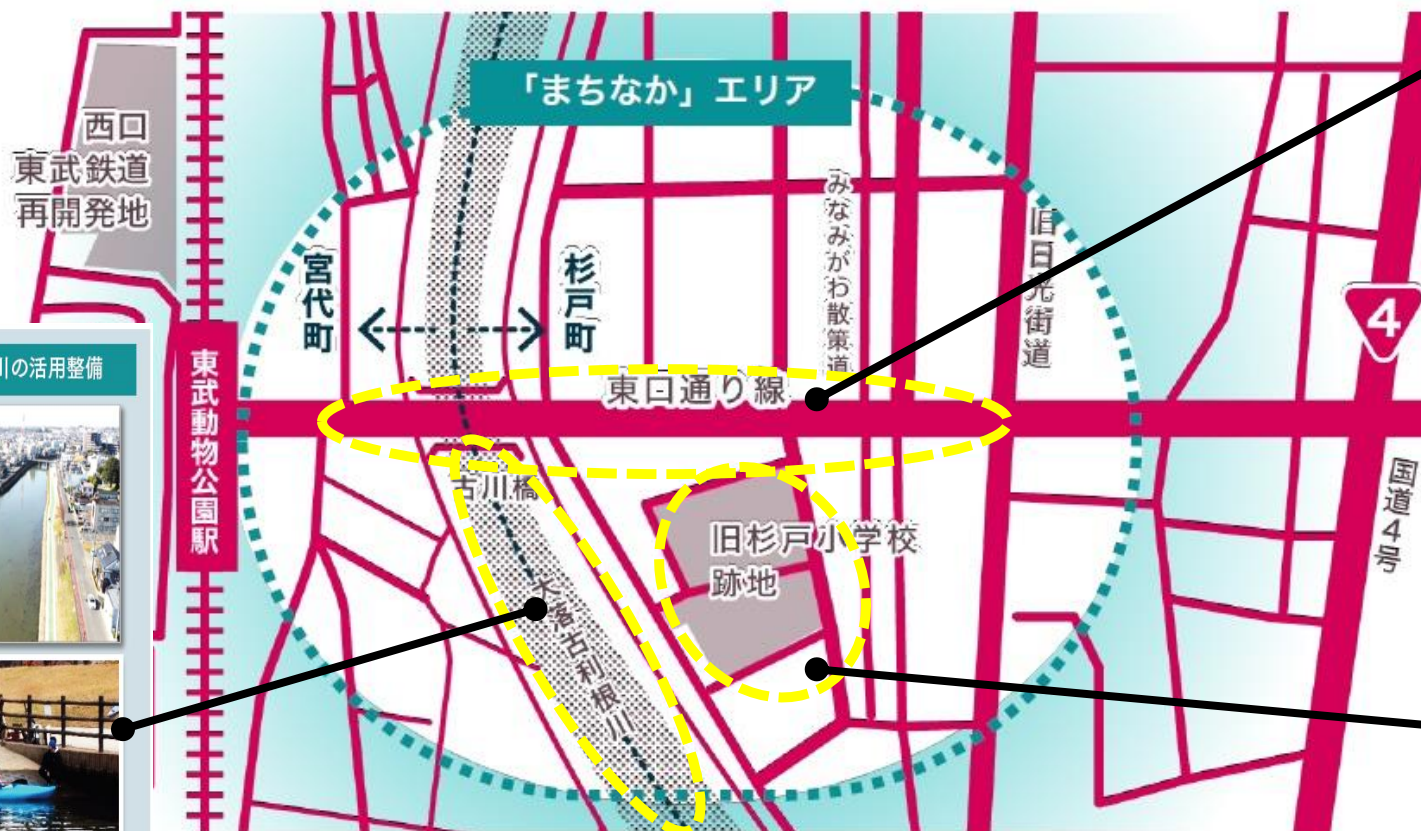 「まちなか」エリア
西口
東武鉄道
再開発地
宮代町
杉戸町
みなみがわ散策道
旧日光街道
4
川の活用整備
東武動物公園駅
東口通り線
古川橋
国道4号
旧杉戸小学校
跡地
大落古利根川